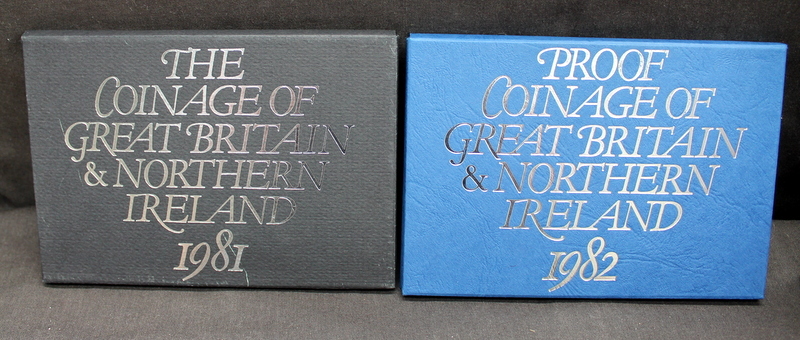 THE
COINAGE OF
GREAT BRITAIN
& NORTHERN
IRELAND
1981
PROOF
COINAGE OF
GREAT BRITAIN
& NORTHERN
IRELAND
1982